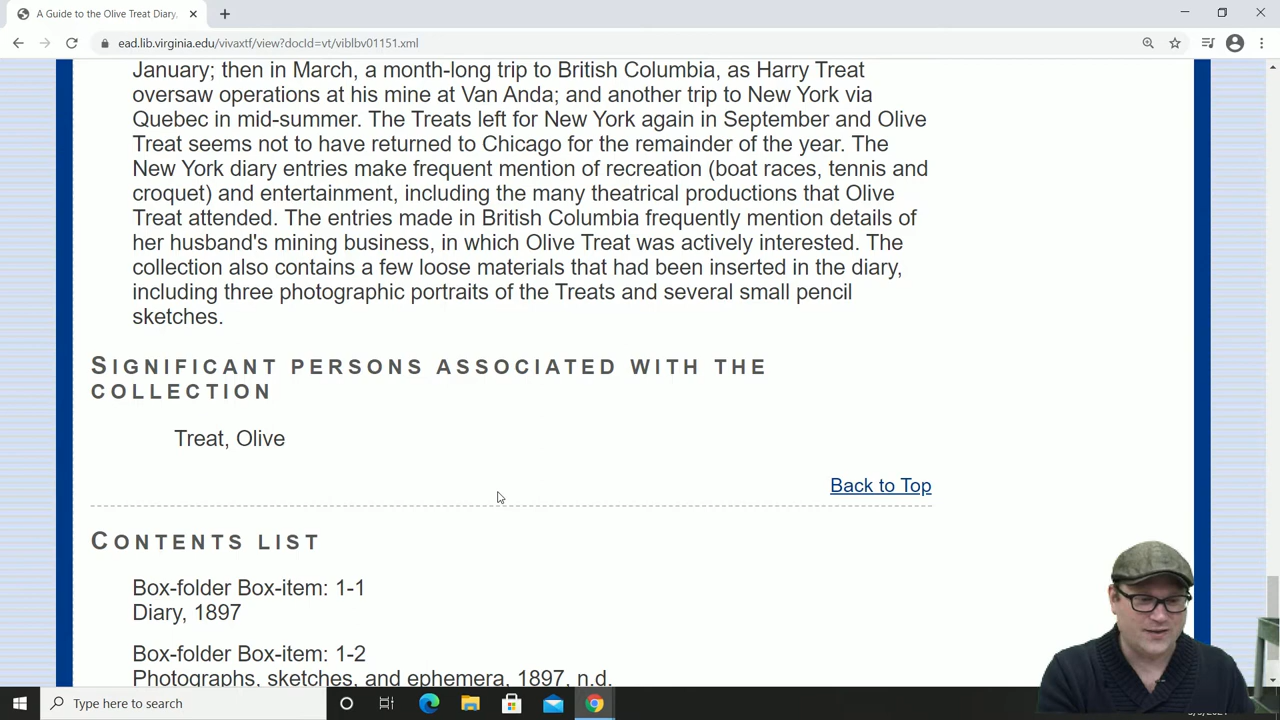 A Guide to the Olive Treat Diary,
ead.lib.virginia.edu/vivaxtf/view?docId=vt/viblbv01151.xml
January; then in March, a month-long trip to British Columbia, as Harry Treat
oversaw operations at his mine at Van Anda; and another trip to New York via
Quebec in mid-summer. The Treats left for New York again in September and Olive
Treat seems not to have returned to Chicago for the remainder of the year. The
New York diary entries make frequent mention of recreation (boat races, tennis and
croquet) and entertainment, including the many theatrical productions that Olive
Treat attended. The entries made in British Columbia frequently mention details of
her husband's mining business, in which Olive Treat was actively interested. The
collection also contains a few loose materials that had been inserted in the diary,
including three photographic portraits of the Treats and several small pencil
sketches.
SIGNIFICANT PERSONS ASSOCIATED WITH THE
COLLECTION
Treat, Olive
Back to Top
CONTENTS LIST
Box-folder Box-item: 1-1
Diary, 1897
Box-folder Box-item: 1-2
Photographs, sketches, and ephemera, 1897, n.d.
Type here to search